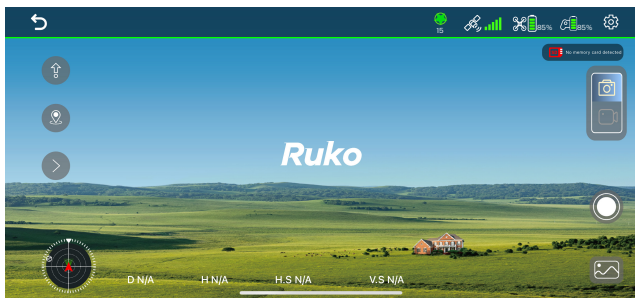 15
85%
85%
No memory card detected
Ruko
D N/A
H N/A
H.S N/A
V.S N/A